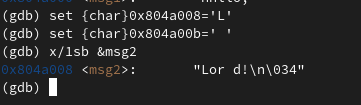 (gdb) set {char}0x804a008='L'
(gdb) set {char}0x804a00b=' '
(gdb) x/1sb &msg2
0x804a008 <msg2>: "Lor d!\n\034"
(gdb)